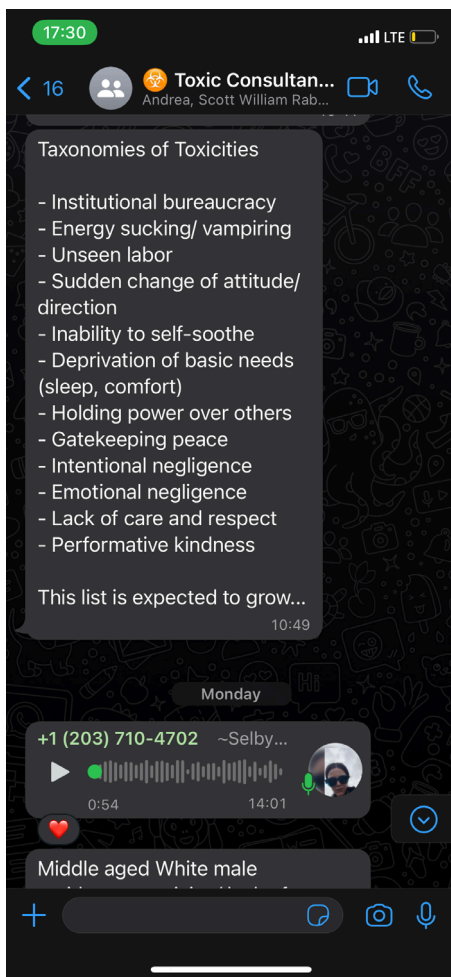 17:30
LTE
16
Toxic Consultan...
Andrea, Scott William Rab...
Taxonomies of Toxicities
- Institutional bureaucracy
- Energy sucking/ vampiring
- Unseen labor
- Sudden change of attitude/
direction
- Inability to self-soothe
- Deprivation of basic needs
(sleep, comfort)
- Holding power over others
- Gatekeeping peace
- Intentional negligence
- Emotional negligence
- Lack of care and respect
- Performative kindness
This list is expected to grow...
10:49
Monday
+1 (203) 710-4702 ~Selby...
0:54 14:01
Middle aged White male